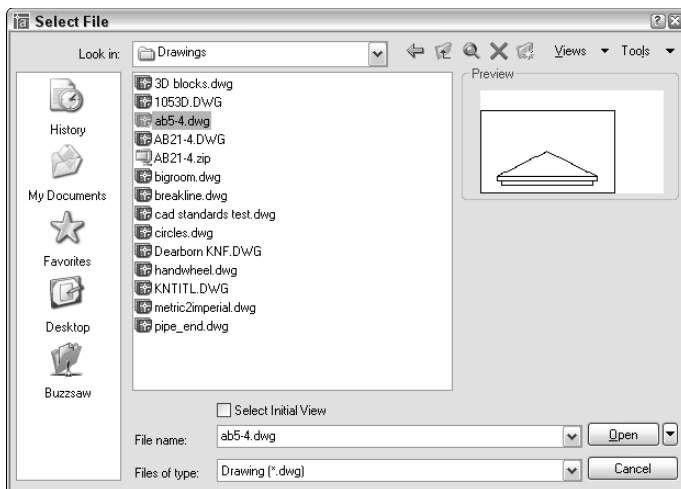 Select File
Look in:
Drawings
Views
Tools
History
My Documents
Favorites
Desktop
Buzzsaw
3D blocks.dwg
1053D.DWG
ab5-4.dwg
AB21-4.DWG
AB21-4.zip
bigroom.dwg
breakline.dwg
cad standards test.dwg
circles.dwg
Dearborn KNF.DWG
handwheel.dwg
KNTITL.DWG
metric2imperial.dwg
pipe_end.dwg
Preview
Select Initial View
File name:
ab5-4.dwg
Open
Files of type:
Drawing (*.dwg)
Cancel